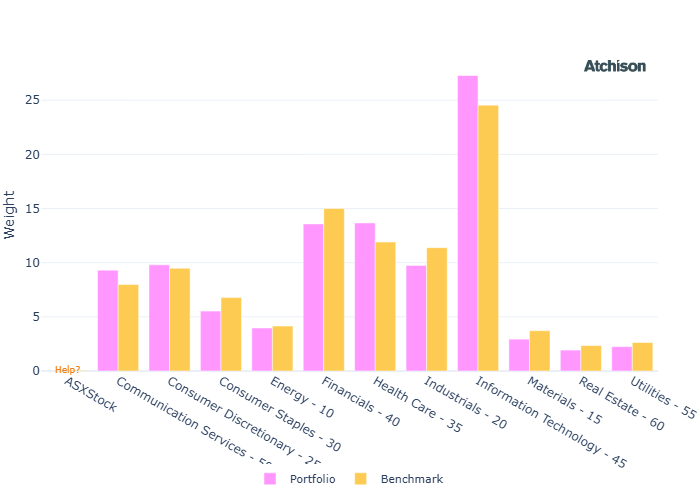 Atchison
Weight
25
20
15
10
5
0
Help?
ASXStock
Communication Services -
Consumer Discretionary -
Consumer Staples - 30
Energy - 10
Financials - 40
Health Care - 35
Industrials - 20
Information Technology - 45
Materials - 15
Real Estate - 60
Utilities - 55
Portfolio
Benchmark